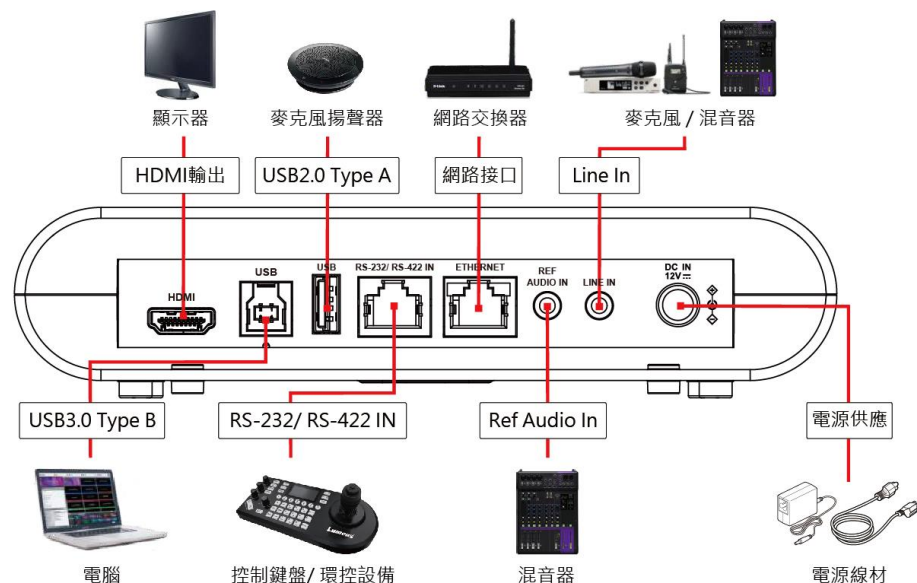 顯示器
麥克風揚聲器
網路交換器
麥克風 / 混音器
HDMI輸出
USB2.0 Type A
網路接口
Line In
HDMI
USB
USB
RS-232/ RS-422 IN
ETHERNET
REF
AUDIO IN
LINE IN
DC IN
12V
USB3.0 Type B
RS-232/ RS-422 IN
Ref Audio In
電源供應
Lumens
電腦
控制鍵盤/ 環控設備
混音器
電源線材